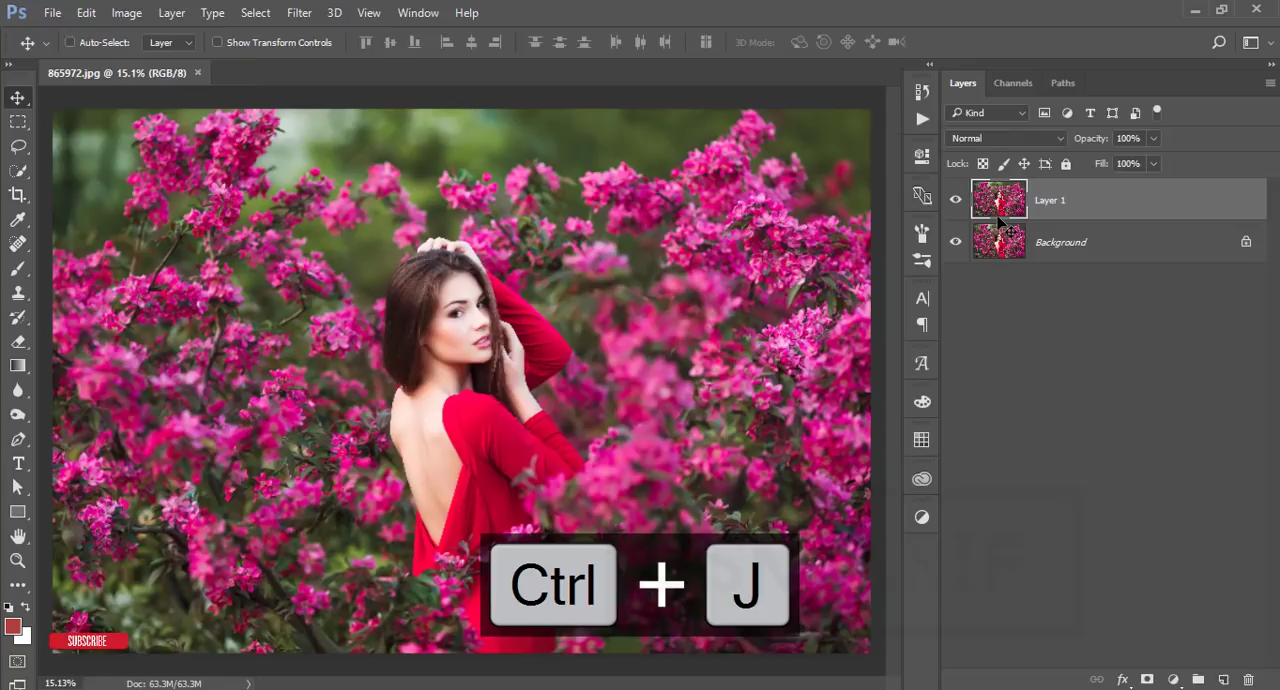 Ps File Edit Image Layer Type Select Filter 3D View Window Help
Auto-Select: Layer Show Transform Controls 3D Mode:
865972.jpg @ 15.1% (RGB/8) ×
Layers Channels Paths
Kind
Normal Opacity: 100%
Lock: Fill: 100%
Layer 1
Background
Ctrl + J
SUBSCRIBE
15.13% Doc: 63.3M/63.3M